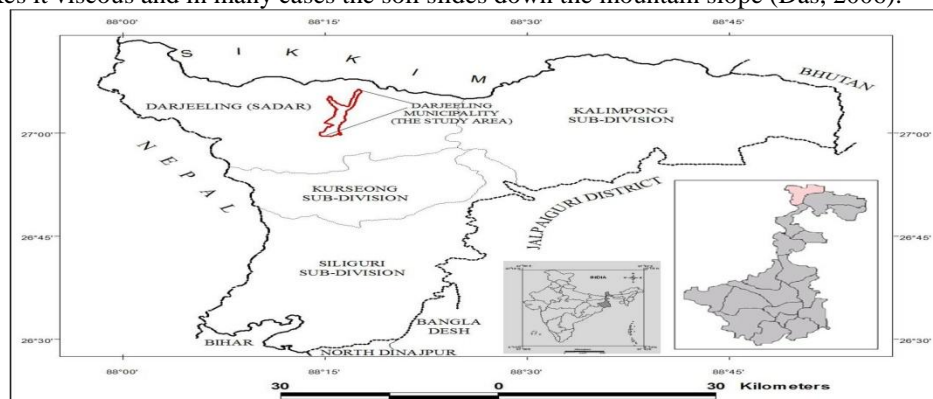 es it viscous and in many cases the soil slides down the mountain slope (Das, 2006).
88°00' 88°15' 88°30' 88°45'
SIKKIM
BHUTAN
DARJEELING (SADAR)
DARJEELING
MUNICIPALITY
(THE STUDY AREA)
KALIMPONG
SUB-DIVISION
27°00' 27°00'
NEPAL
KURSEONG
SUB-DIVISION
JALPAIGURI DISTRICT
26°45' 26°45'
SILIGURI
SUB-DIVISION
INDIA
BANGLA
DESH
26°30' 26°30'
BIHAR
NORTH DINAJPUR
88°00' 88°15' 88°30' 88°45'
30 0 30 Kilometers